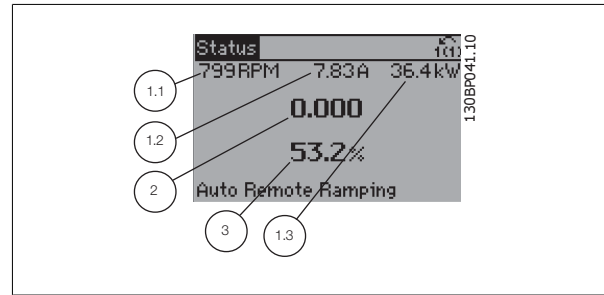 Status 1(1)
799RPM 7.83A 36.4kW
0.000
53.2%
Auto Remote Ramping
1.1
1.2
2
3
1.3
130BP041.10